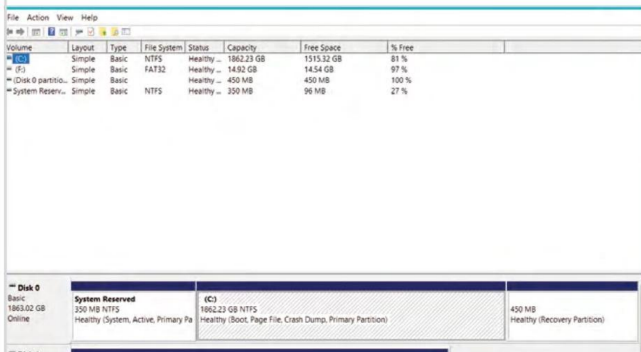 File Action View Help
Volume Layout Type File System Status Capacity Free Space % Free
(C:) Simple Basic NTFS Healthy ... 1862.23 GB 1515.32 GB 81 %
(F:) Simple Basic FAT32 Healthy ... 14.92 GB 14.54 GB 97 %
(Disk 0 partitio... Simple Basic Healthy ... 450 MB 450 MB 100 %
System Reserv... Simple Basic NTFS Healthy ... 350 MB 96 MB 27 %
Disk 0
Basic
1863.02 GB
Online
System Reserved
350 MB NTFS
Healthy (System, Active, Primary Pa
(C:)
1862.23 GB NTFS
Healthy (Boot, Page File, Crash Dump, Primary Partition)
450 MB
Healthy (Recovery Partition)